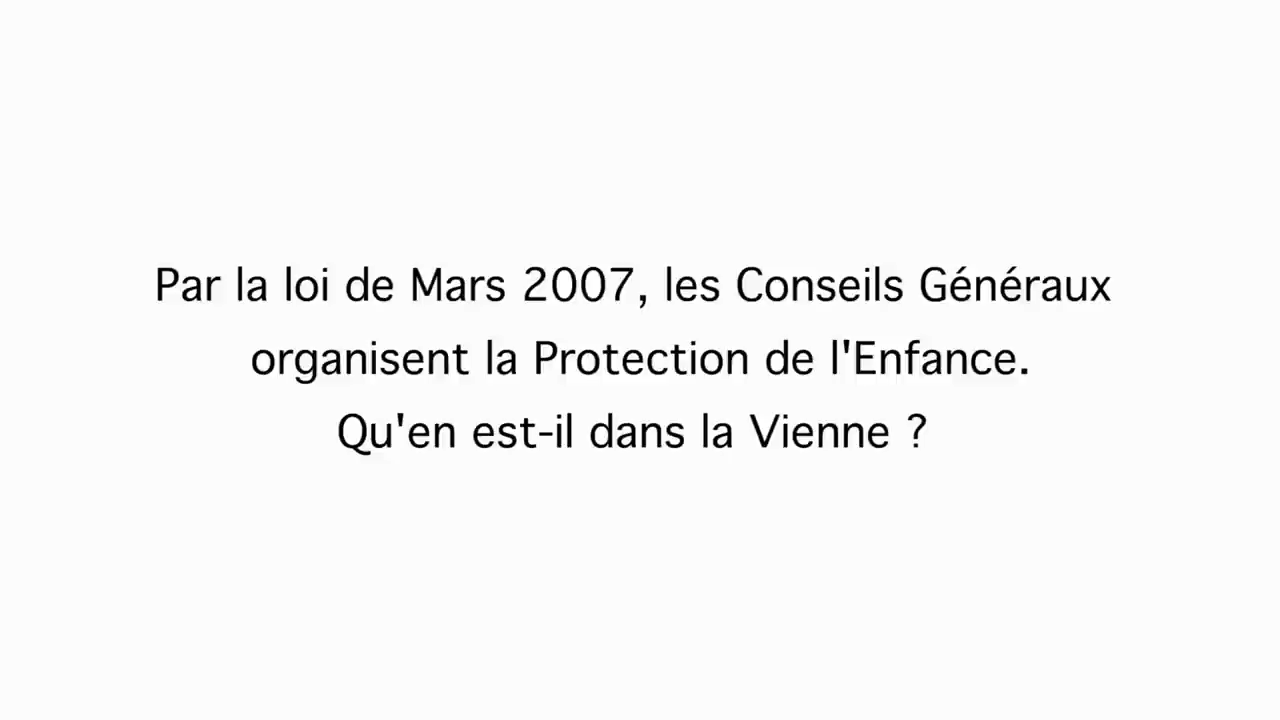 Par la loi de Mars 2007, les Conseils Généraux
organisent la Protection de l'Enfance.
Qu'en est-il dans la Vienne ?